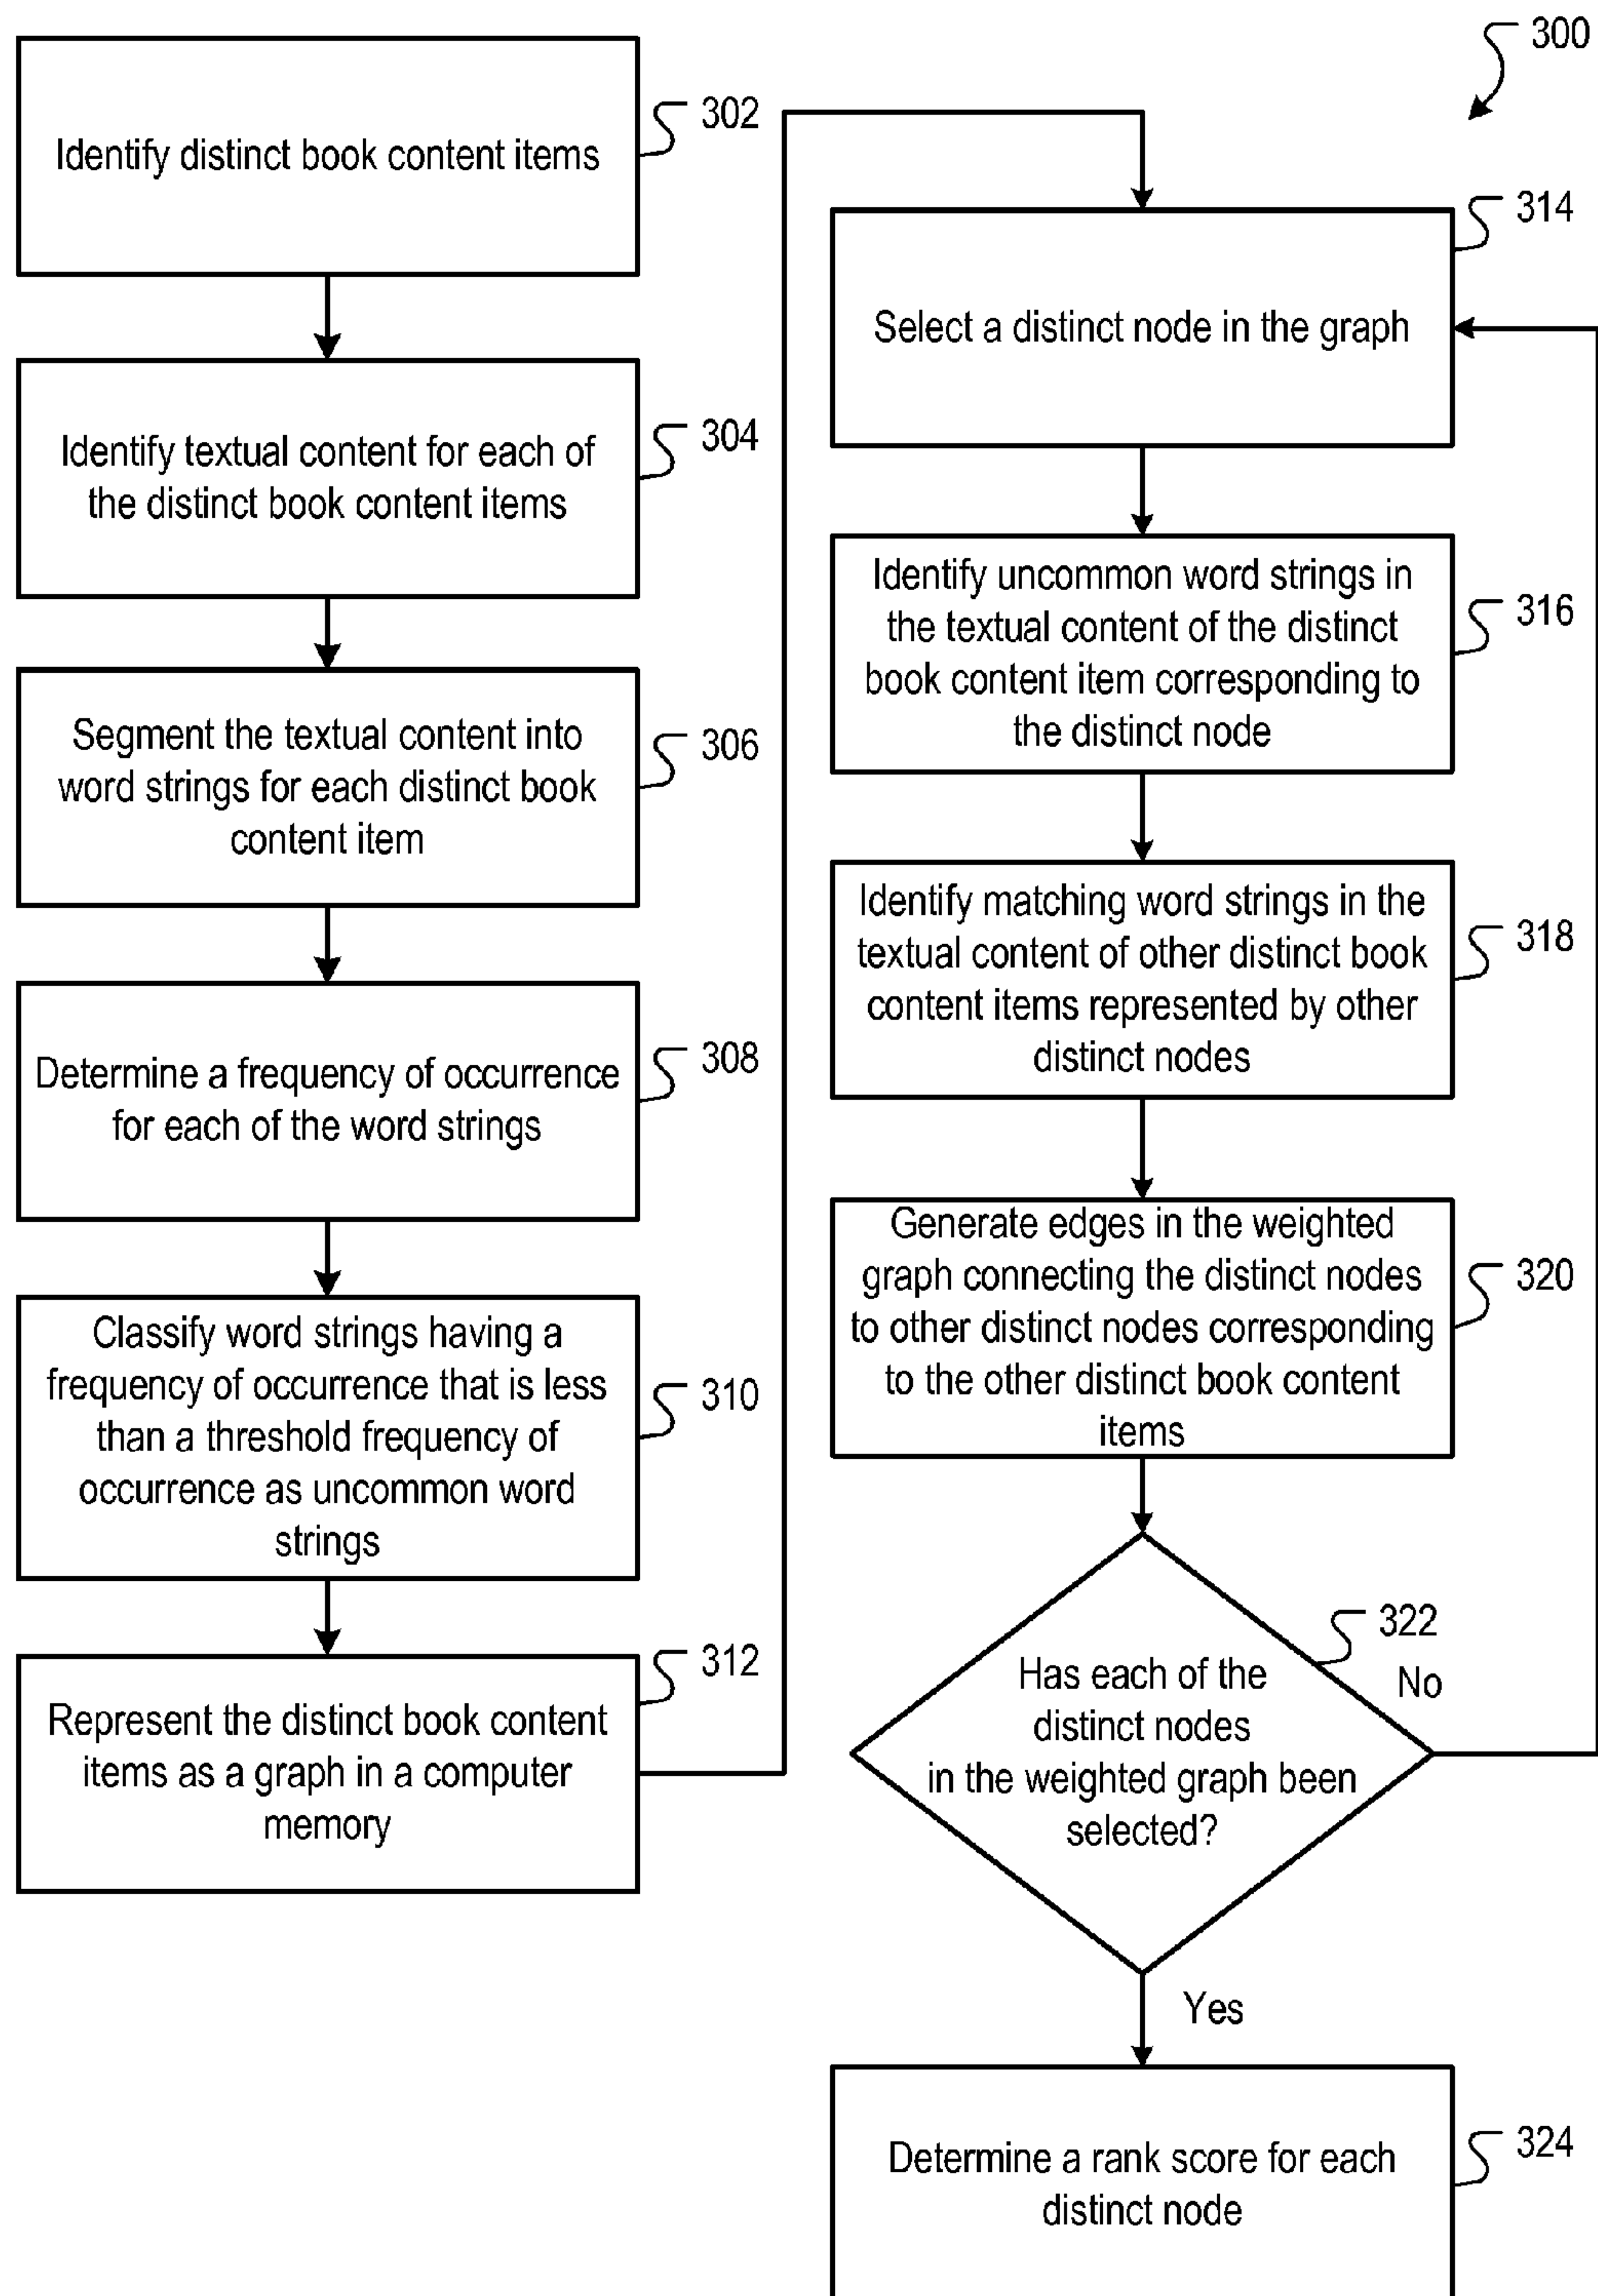 300
Identify distinct book content items
302
Identify textual content for each of
the distinct book content items
304
Segment the textual content into
word strings for each distinct book
content item
306
Determine a frequency of occurrence
for each of the word strings
308
Classify word strings having a
frequency of occurrence that is less
than a threshold frequency of
occurrence as uncommon word
strings
310
Represent the distinct book content
items as a graph in a computer
memory
312
Select a distinct node in the graph
314
Identify uncommon word strings in
the textual content of the distinct
book content item corresponding to
the distinct node
316
Identify matching word strings in the
textual content of other distinct book
content items represented by other
distinct nodes
318
Generate edges in the weighted
graph connecting the distinct nodes
to other distinct nodes corresponding
to the other distinct book content
items
320
Has each of the
distinct nodes
in the weighted graph been
selected?
322
No
Yes
Determine a rank score for each
distinct node
324